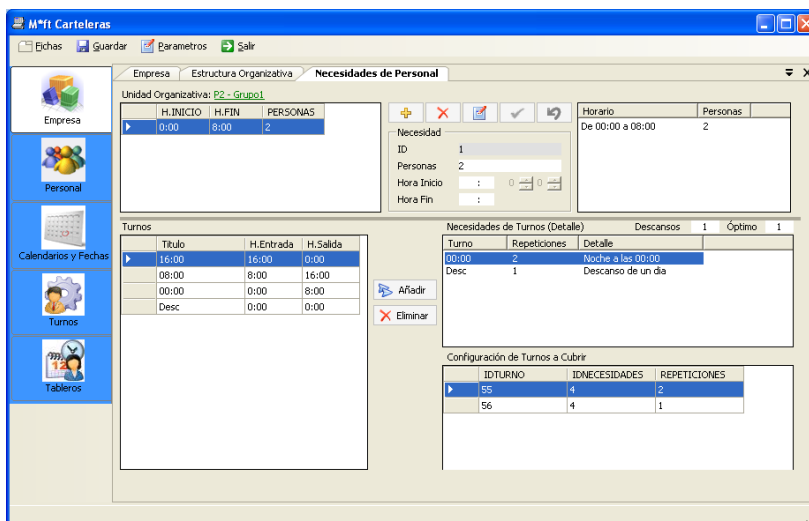 M*ft Carteleras
Fichas Guardar Parametros Salir
Empresa Estructura Organizativa Necesidades de Personal
Empresa
Personal
Calendarios y Fechas
Turnos
Tableros
Unidad Organizativa: P2 - Grupo1
H.INICIO H.FIN PERSONAS
0:00 8:00 2
Necesidad
ID 1
Personas 2
Hora Inicio : 0 0
Hora Fin :
Horario Personas
De 00:00 a 08:00 2
Turnos
Titulo H.Entrada H.Salida
16:00 16:00 0:00
08:00 8:00 16:00
00:00 0:00 8:00
Desc 0:00 0:00
Añadir
Eliminar
Necesidades de Turnos (Detalle) Descansos 1 Óptimo 1
Turno Repeticiones Detalle
00:00 2 Noche a las 00:00
Desc 1 Descanso de un dia
Configuración de Turnos a Cubrir
IDTURNO IDNECESIDADES REPETICIONES
55 4 2
56 4 1